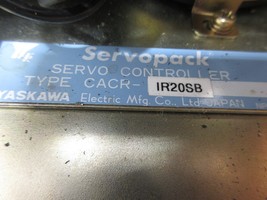 Servopack
SERVO CONTROLLER
TYPE CACR- IR20SB
YASKAWA Electric Mfg. Co., Ltd. JAPAN